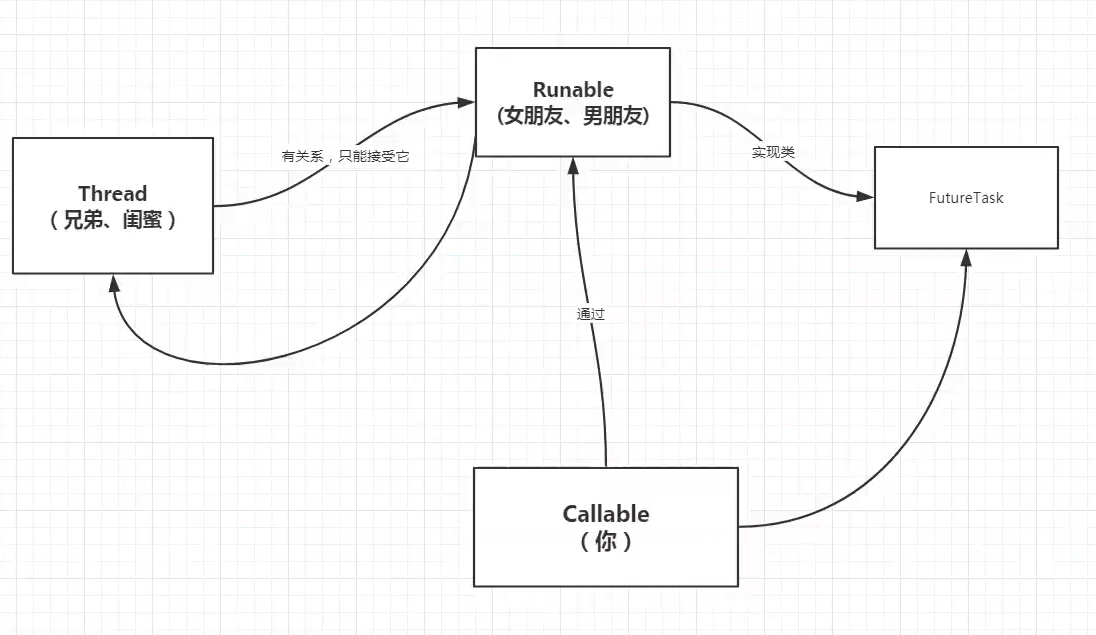 Runable
(女朋友、男朋友)
有关系，只能接受它
实现类
Thread
（兄弟、闺蜜）
FutureTask
通过
Callable
（你）